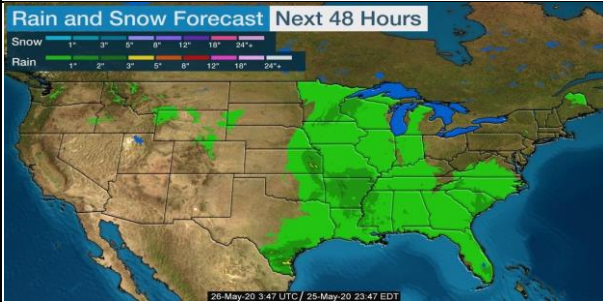 Rain and Snow Forecast Next 48 Hours
Snow 1" 3" 5" 8" 12" 18" 24"+
Rain 1" 2" 3" 5" 8" 12" 18" 24"+
26-May-20 3:47 UTC / 25-May-20 23:47 EDT